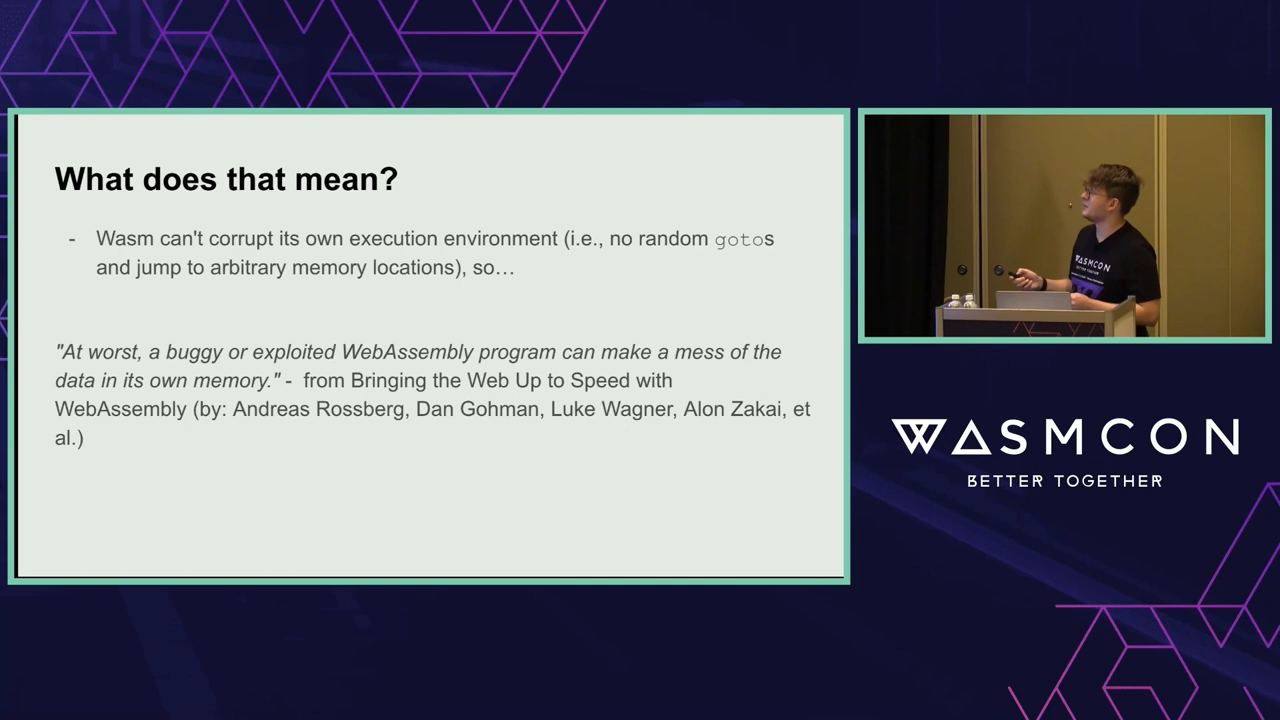 What does that mean?
- Wasm can't corrupt its own execution environment (i.e., no random gotos
and jump to arbitrary memory locations), so…
"At worst, a buggy or exploited WebAssembly program can make a mess of the
data in its own memory." - from Bringing the Web Up to Speed with
WebAssembly (by: Andreas Rossberg, Dan Gohman, Luke Wagner, Alon Zakai, et
al.)
WASMCON
WASMCON
BETTER TOGETHER